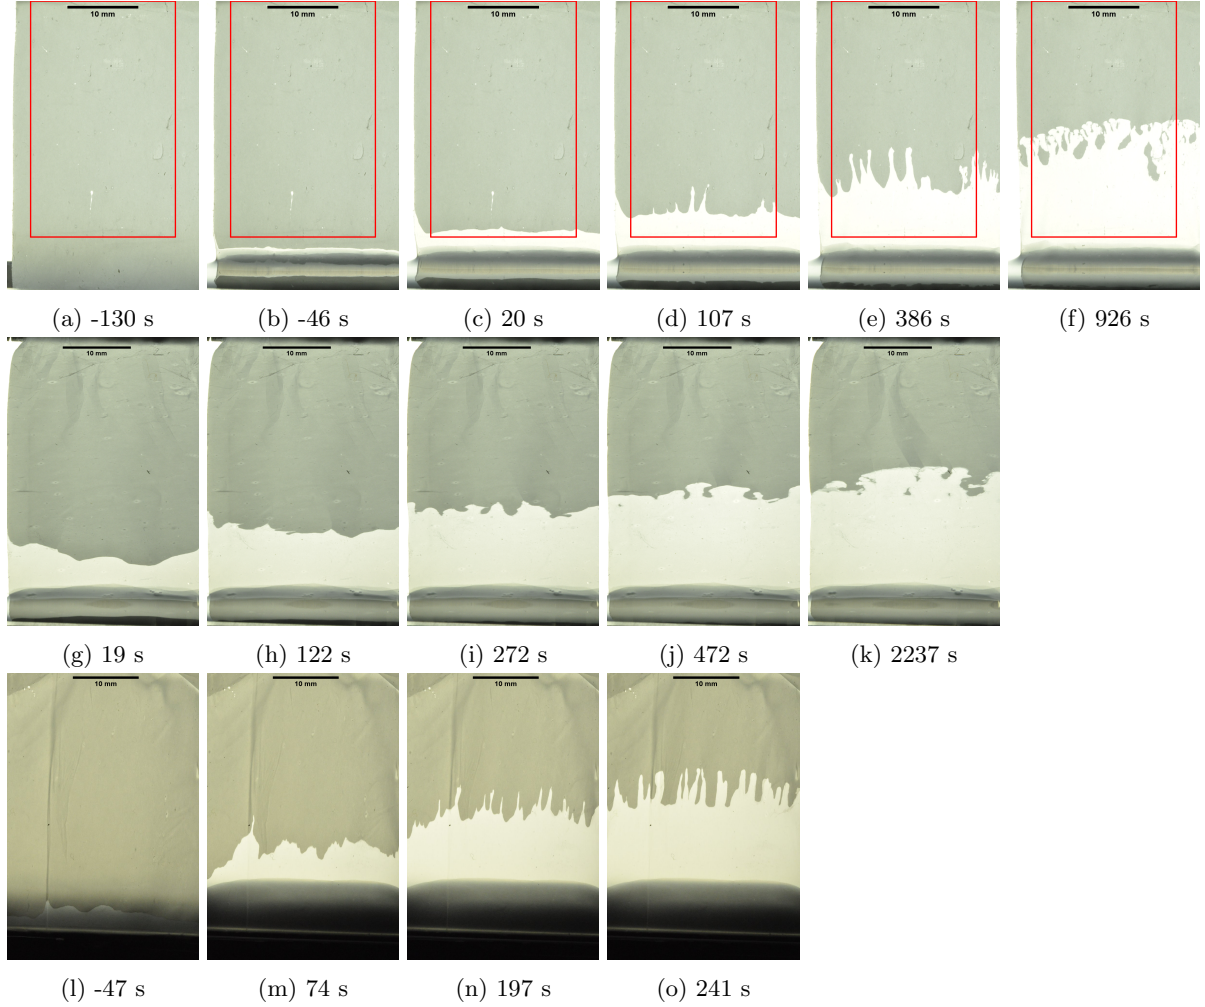 10 mm 10 mm 10 mm 10 mm 10 mm 10 mm
(a) -130 s (b) -46 s (c) 20 s (d) 107 s (e) 386 s (f) 926 s
10 mm 10 mm 10 mm 10 mm 10 mm
(g) 19 s (h) 122 s (i) 272 s (j) 472 s (k) 2237 s
10 mm 10 mm 10 mm 10 mm
(l) -47 s (m) 74 s (n) 197 s (o) 241 s